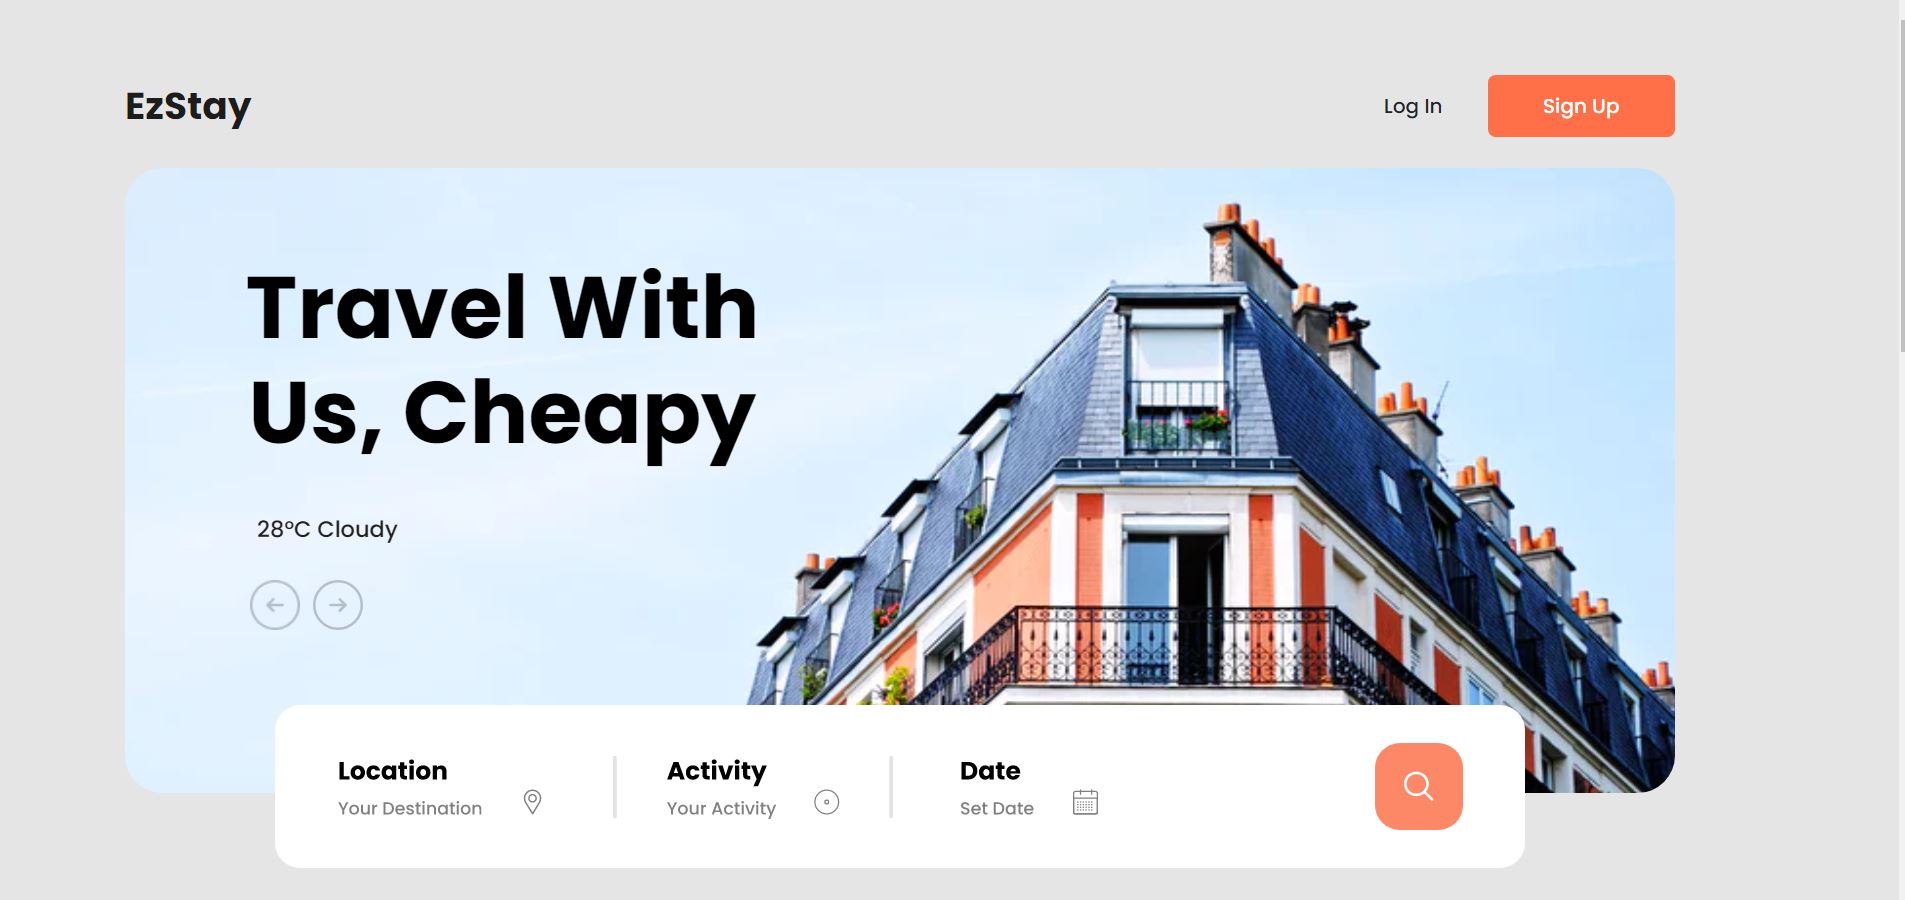 EzStay
Log In
Sign Up
Travel With
Us, Cheapy
28°C Cloudy
Location
Your Destination
Activity
Your Activity
Date
Set Date